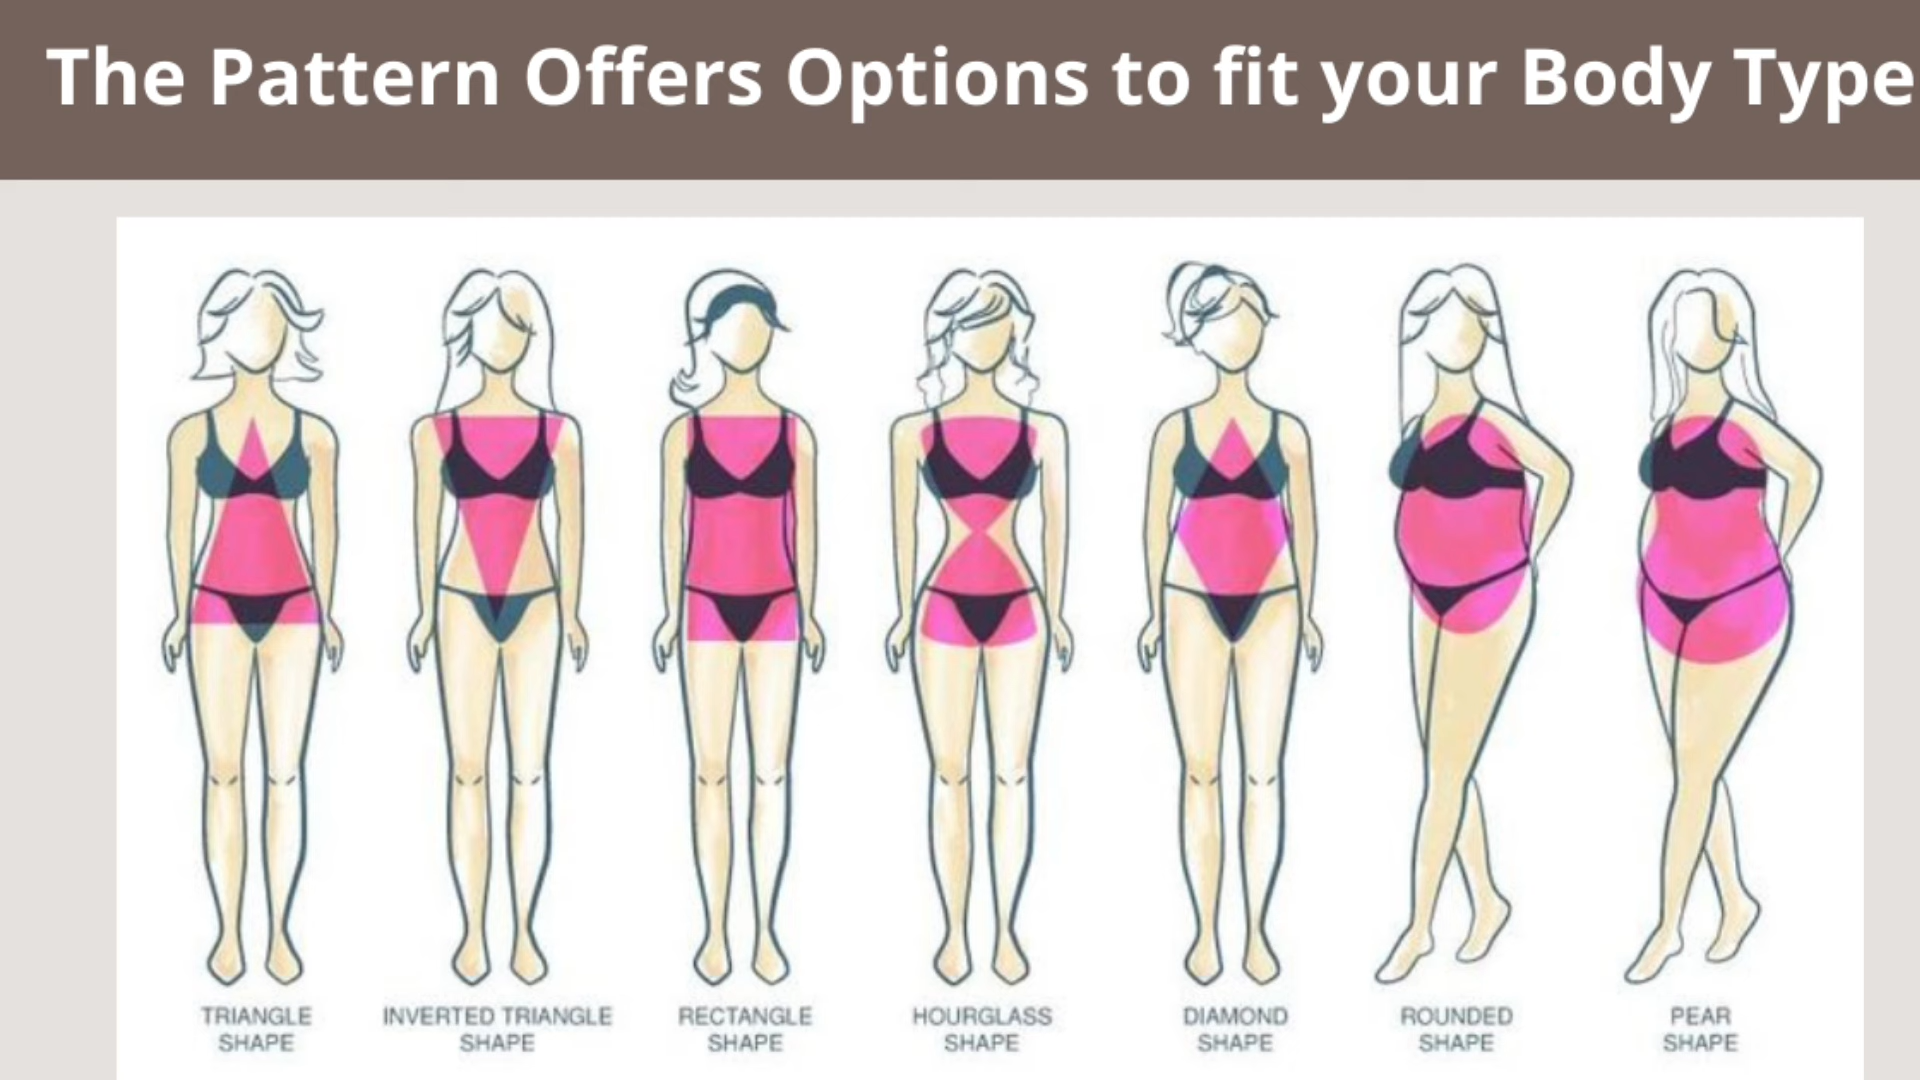 The Pattern Offers Options to fit your Body Type
TRIANGLE
SHAPE
INVERTED TRIANGLE
SHAPE
RECTANGLE
SHAPE
HOURGLASS
SHAPE
DIAMOND
SHAPE
ROUNDED
SHAPE
PEAR
SHAPE